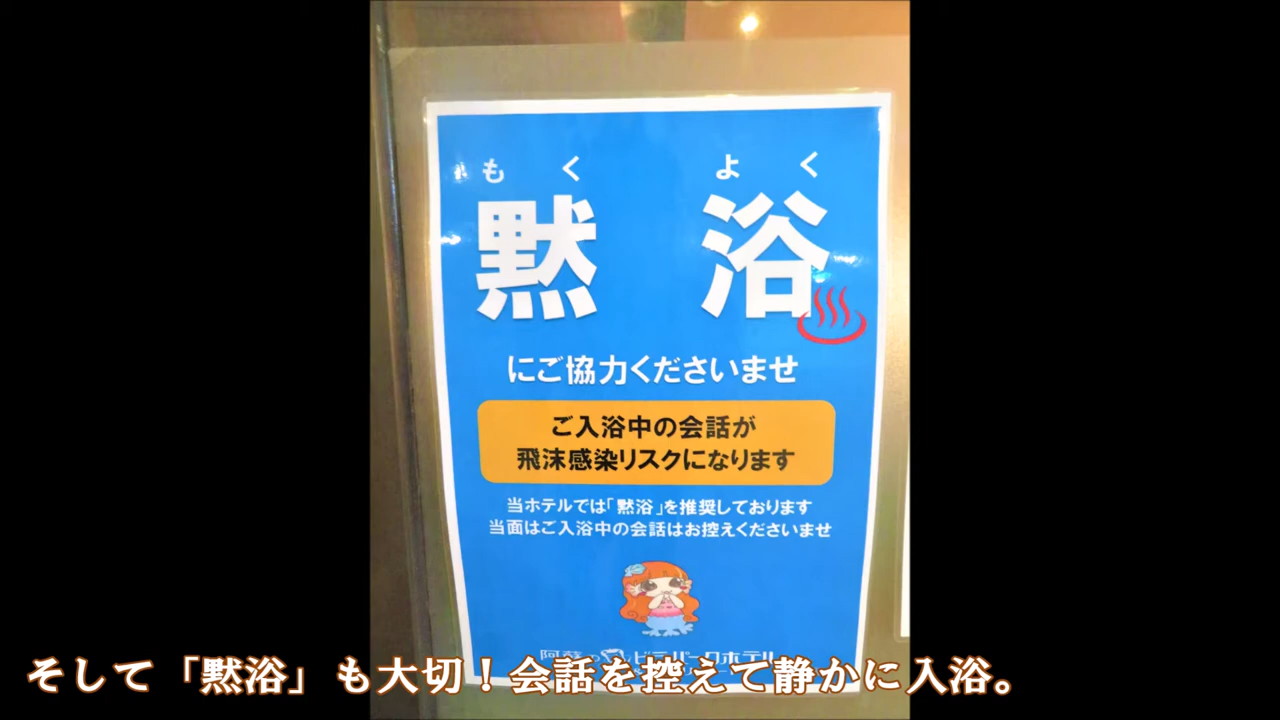 もく よく
黙浴
にご協力くださいませ
ご入浴中の会話が
飛沫感染リスクになります
当ホテルでは「黙浴」を推奨しております
当面はご入浴中の会話はお控えくださいませ
そして「黙浴」も大切！会話を控えて静かに入浴。